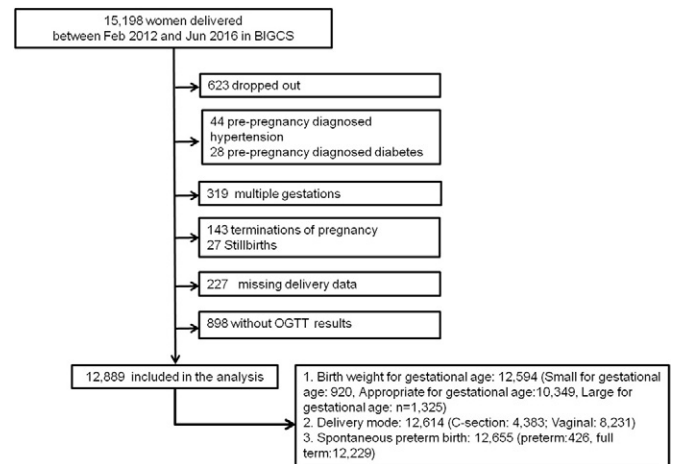 15,198 women delivered
between Feb 2012 and Jun 2016 in BIGCS
623 dropped out
44 pre-pregnancy diagnosed
hypertension
28 pre-pregnancy diagnosed diabetes
319 multiple gestations
143 terminations of pregnancy
27 Stillbirths
227 missing delivery data
898 without OGTT results
12,889 included in the analysis
1. Birth weight for gestational age: 12,594 (Small for gestational
age: 920, Appropriate for gestational age:10,349, Large for
gestational age: n=1,325)
2. Delivery mode: 12,614 (C-section: 4,383; Vaginal: 8,231)
3. Spontaneous preterm birth: 12,655 (preterm:426, full
term:12,229)